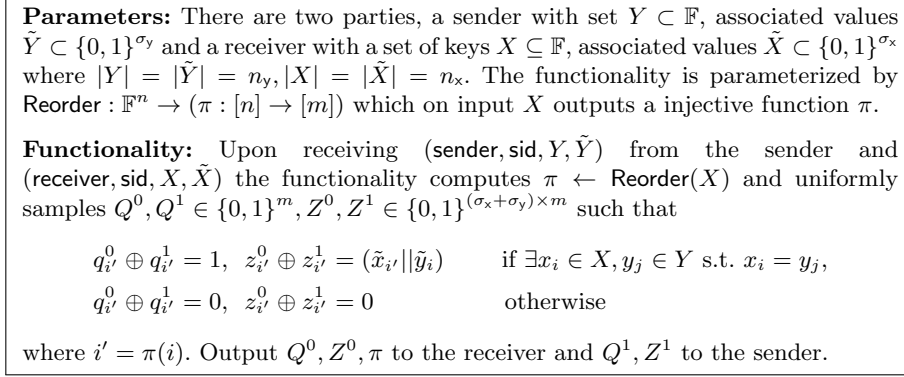 Parameters: There are two parties, a sender with set Y ⊂ 𝔽, associated values
Ỹ ⊂ {0, 1}^{σ_y} and a receiver with a set of keys X ⊆ 𝔽, associated values X̃ ⊂ {0, 1}^{σ_x}
where |Y| = |Ỹ| = n_y, |X| = |X̃| = n_x. The functionality is parameterized by
Reorder : 𝔽^n → (π : [n] → [m]) which on input X outputs a injective function π.
Functionality: Upon receiving (sender, sid, Y, Ỹ) from the sender and
(receiver, sid, X, X̃) the functionality computes π ← Reorder(X) and uniformly
samples Q^0, Q^1 ∈ {0, 1}^m, Z^0, Z^1 ∈ {0, 1}^{(σ_x+σ_y)×m} such that
q^0_{i'} ⊕ q^1_{i'} = 1, z^0_{i'} ⊕ z^1_{i'} = (x̃_{i'}||ỹ_i) if ∃x_i ∈ X, y_j ∈ Y s.t. x_i = y_j,
q^0_{i'} ⊕ q^1_{i'} = 0, z^0_{i'} ⊕ z^1_{i'} = 0 otherwise
where i' = π(i). Output Q^0, Z^0, π to the receiver and Q^1, Z^1 to the sender.